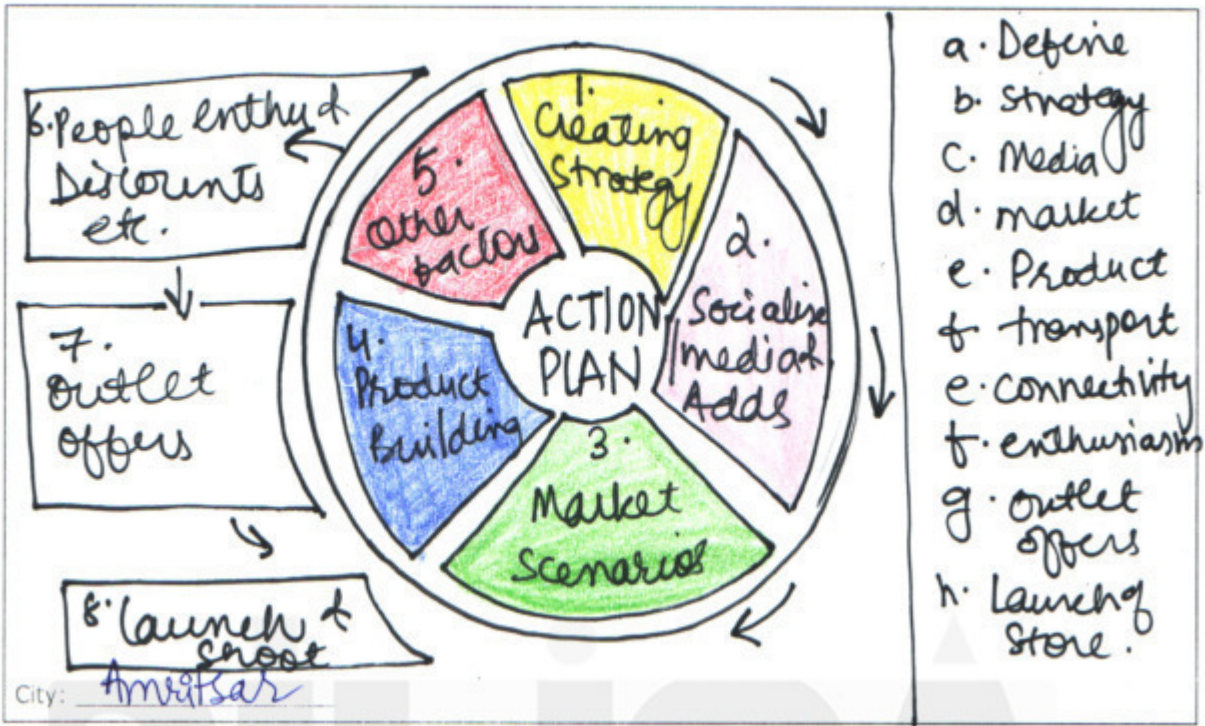 1.
Creating
Strategy
2.
Socialise
/media &
Adds
3.
Market
Scenarios
4.
Product
Building
5.
Other
factors
ACTION
PLAN
6. People enthu &
Discounts
etc.
7.
Outlet
offers
8. Launch &
shoot
City: Amritsar
a. Define
b. Strategy
c. Media
d. market
e. Product
f. transport
e. connectivity
f. enthusiasm
g. outlet
offers
h. Launch of
store.